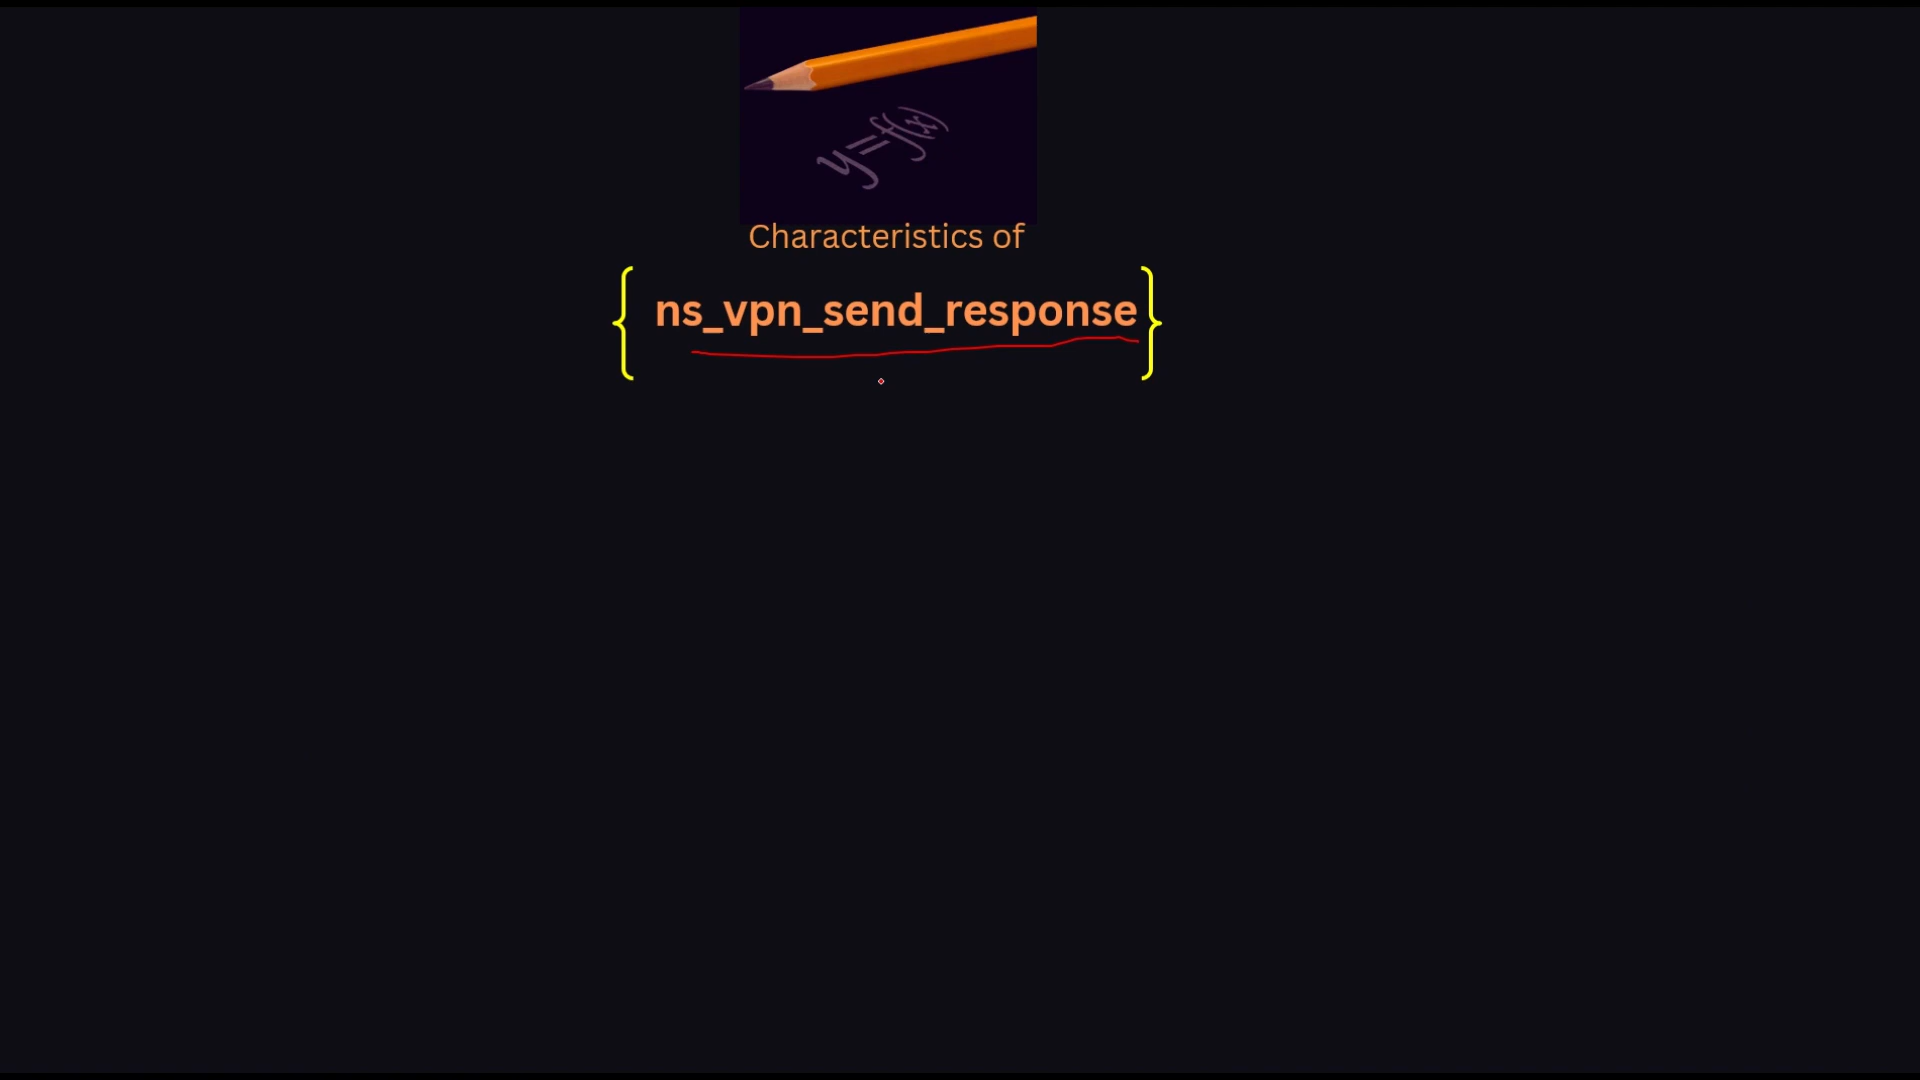 y=f(x)
Characteristics of
{ ns_vpn_send_response }